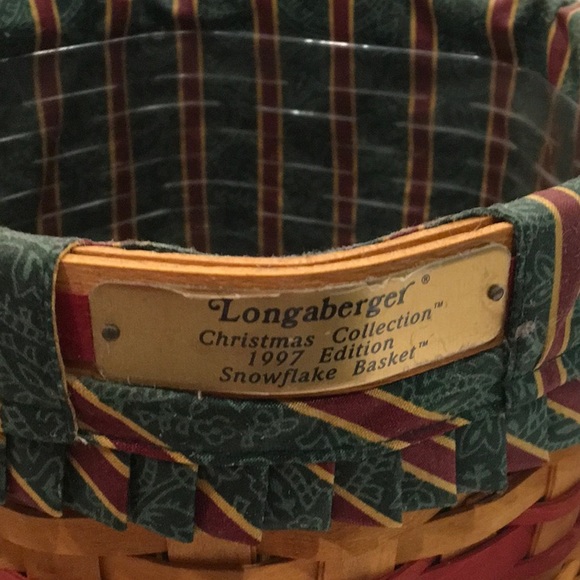 Longaberger®
Christmas Collection™
1997 Edition
Snowflake Basket™